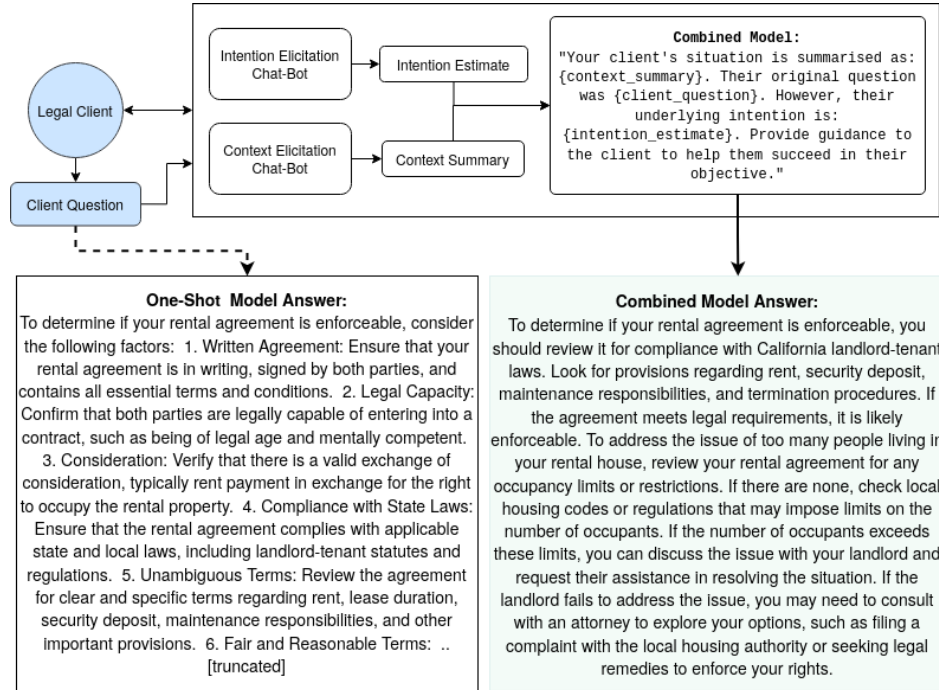 Legal Client
Client Question
Intention Elicitation
Chat-Bot
Intention Estimate
Context Elicitation
Chat-Bot
Context Summary
Combined Model:
"Your client's situation is summarised as:
{context_summary}. Their original question
was {client_question}. However, their
underlying intention is:
{intention_estimate}. Provide guidance to
the client to help them succeed in their
objective."
One-Shot Model Answer:
To determine if your rental agreement is enforceable, consider
the following factors: 1. Written Agreement: Ensure that your
rental agreement is in writing, signed by both parties, and
contains all essential terms and conditions. 2. Legal Capacity:
Confirm that both parties are legally capable of entering into a
contract, such as being of legal age and mentally competent.
3. Consideration: Verify that there is a valid exchange of
consideration, typically rent payment in exchange for the right
to occupy the rental property. 4. Compliance with State Laws:
Ensure that the rental agreement complies with applicable
state and local laws, including landlord-tenant statutes and
regulations. 5. Unambiguous Terms: Review the agreement
for clear and specific terms regarding rent, lease duration,
security deposit, maintenance responsibilities, and other
important provisions. 6. Fair and Reasonable Terms: ..
[truncated]
Combined Model Answer:
To determine if your rental agreement is enforceable, you
should review it for compliance with California landlord-tenant
laws. Look for provisions regarding rent, security deposit,
maintenance responsibilities, and termination procedures. If
the agreement meets legal requirements, it is likely
enforceable. To address the issue of too many people living in
your rental house, review your rental agreement for any
occupancy limits or restrictions. If there are none, check local
housing codes or regulations that may impose limits on the
number of occupants. If the number of occupants exceeds
these limits, you can discuss the issue with your landlord and
request their assistance in resolving the situation. If the
landlord fails to address the issue, you may need to consult
with an attorney to explore your options, such as filing a
complaint with the local housing authority or seeking legal
remedies to enforce your rights.